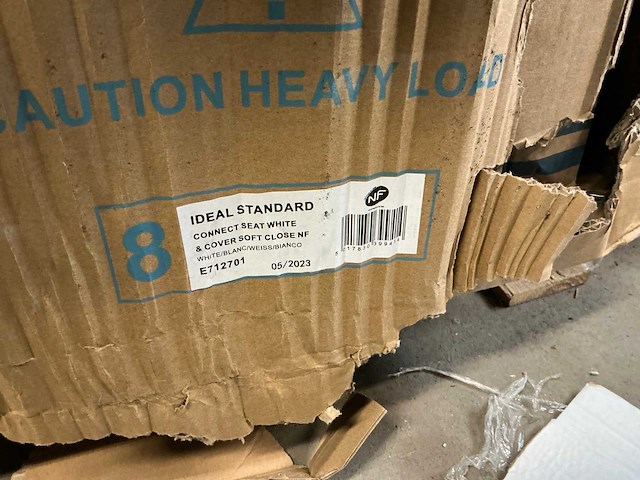 CAUTION HEAVY LOAD
8
IDEAL STANDARD
CONNECT SEAT WHITE
& COVER SOFT CLOSE NF
WHITE/BLANC/WEISS/BIANCO
E712701 05/2023
NF